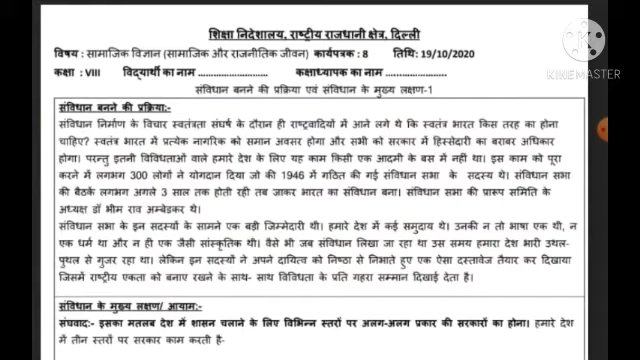 शिक्षा निदेशालय, राष्ट्रीय राजधानी क्षेत्र, दिल्ली
विषय : सामाजिक विज्ञान (सामाजिक और राजनीतिक जीवन) कार्यपत्रक : 8 तिथि: 19/10/2020
कक्षा : VIII विद्यार्थी का नाम ........................... कक्षाध्यापक का नाम ........................
संविधान बनने की प्रक्रिया एवं संविधान के मुख्य लक्षण-1
संविधान बनने की प्रक्रिया:-
संविधान निर्माण के विचार स्वतंत्रता संघर्ष के दौरान ही राष्ट्रवादियों में आने लगे थे कि स्वतंत्र भारत किस तरह का होना
चाहिए? स्वतंत्र भारत में प्रत्येक नागरिक को समान अवसर होगा और सभी को सरकार में हिस्सेदारी का बराबर अधिकार
होगा। परन्तु इतनी विविधताओं वाले हमारे देश के लिए यह काम किसी एक आदमी के बस में नहीं था। इस काम को पूरा
करने में लगभग 300 लोगों ने योगदान दिया जो की 1946 में गठित की गई संविधान सभा के सदस्य थे। संविधान सभा
की बैठकें लगभग अगले 3 साल तक होती रही तब जाकर भारत का संविधान बना। संविधान सभा की प्रारूप समिति के
अध्यक्ष डॉ भीम राव अम्बेडकर थे।
संविधान सभा के इन सदस्यों के सामने एक बड़ी जिम्मेदारी थी। हमारे देश में कई समुदाय थे। उनकी न तो भाषा एक थी, न
एक धर्म था और न ही एक जैसी सांस्कृतिक थी। वैसे भी जब संविधान लिखा जा रहा था उस समय हमारा देश भारी उथल-
पुथल से गुजर रहा था। लेकिन इन सदस्यों ने अपने दायित्व को निष्ठा से निभाते हुए एक ऐसा दस्तावेज तैयार कर दिखाया
जिसमें राष्ट्रीय एकता को बनाए रखने के साथ- साथ विविधता के प्रति गहरा सम्मान दिखाई देता है।
संविधान के मुख्य लक्षण/ आयाम:-
संघवाद:- इसका मतलब देश में शासन चलाने के लिए विभिन्न स्तरों पर अलग-अलग प्रकार की सरकारों का होना। हमारे देश
में तीन स्तरों पर सरकार काम करती है-
KINEMASTER